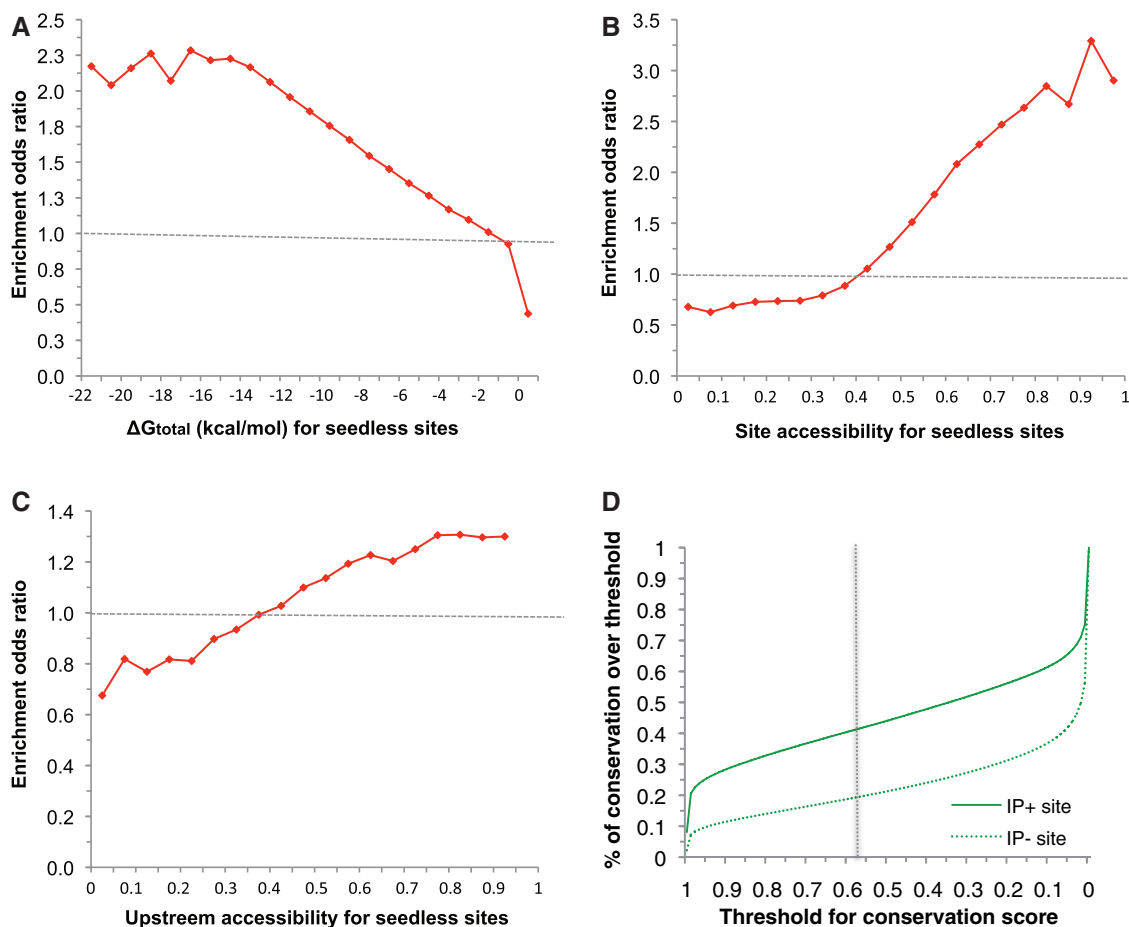 A
Enrichment odds ratio
2.5
2.3
2.0
1.8
1.5
1.3
1.0
0.8
0.5
0.3
0.0
-22 -20 -18 -16 -14 -12 -10 -8 -6 -4 -2 0
ΔGtotal (kcal/mol) for seedless sites
B
Enrichment odds ratio
3.5
3.0
2.5
2.0
1.5
1.0
0.5
0.0
0 0.1 0.2 0.3 0.4 0.5 0.6 0.7 0.8 0.9 1
Site accessibility for seedless sites
C
Enrichment odds ratio
1.4
1.2
1.0
0.8
0.6
0.4
0.2
0.0
0 0.1 0.2 0.3 0.4 0.5 0.6 0.7 0.8 0.9 1
Upstreem accessibility for seedless sites
D
% of conservation over threshold
1
0.9
0.8
0.7
0.6
0.5
0.4
0.3
0.2
0.1
0
IP+ site
IP- site
1 0.9 0.8 0.7 0.6 0.5 0.4 0.3 0.2 0.1 0
Threshold for conservation score